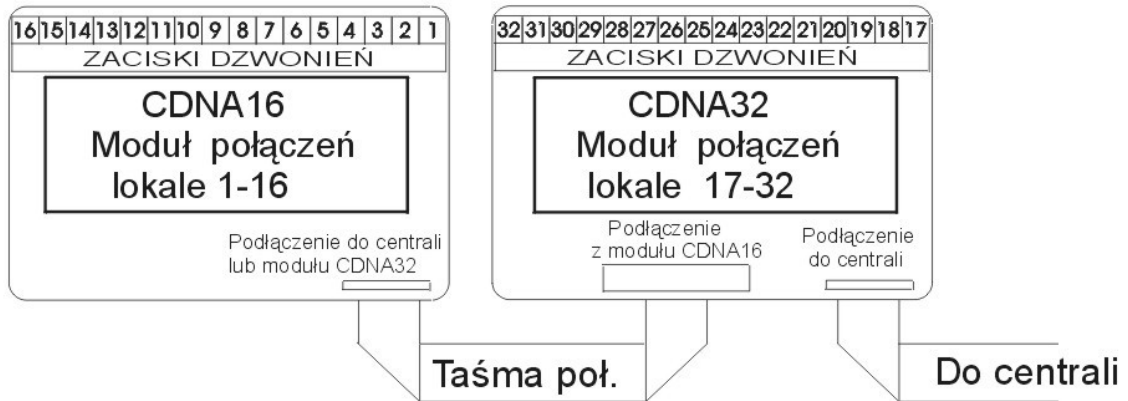 16 15 14 13 12 11 10 9 8 7 6 5 4 3 2 1
ZACISKI DZWONIEŃ
CDNA16
Moduł połączeń
lokale 1-16
Podłączenie do centrali
lub modułu CDNA32
32 31 30 29 28 27 26 25 24 23 22 21 20 19 18 17
ZACISKI DZWONIEŃ
CDNA32
Moduł połączeń
lokale 17-32
Podłączenie
z modułu CDNA16
Podłączenie
do centrali
Taśma poł.
Do centrali